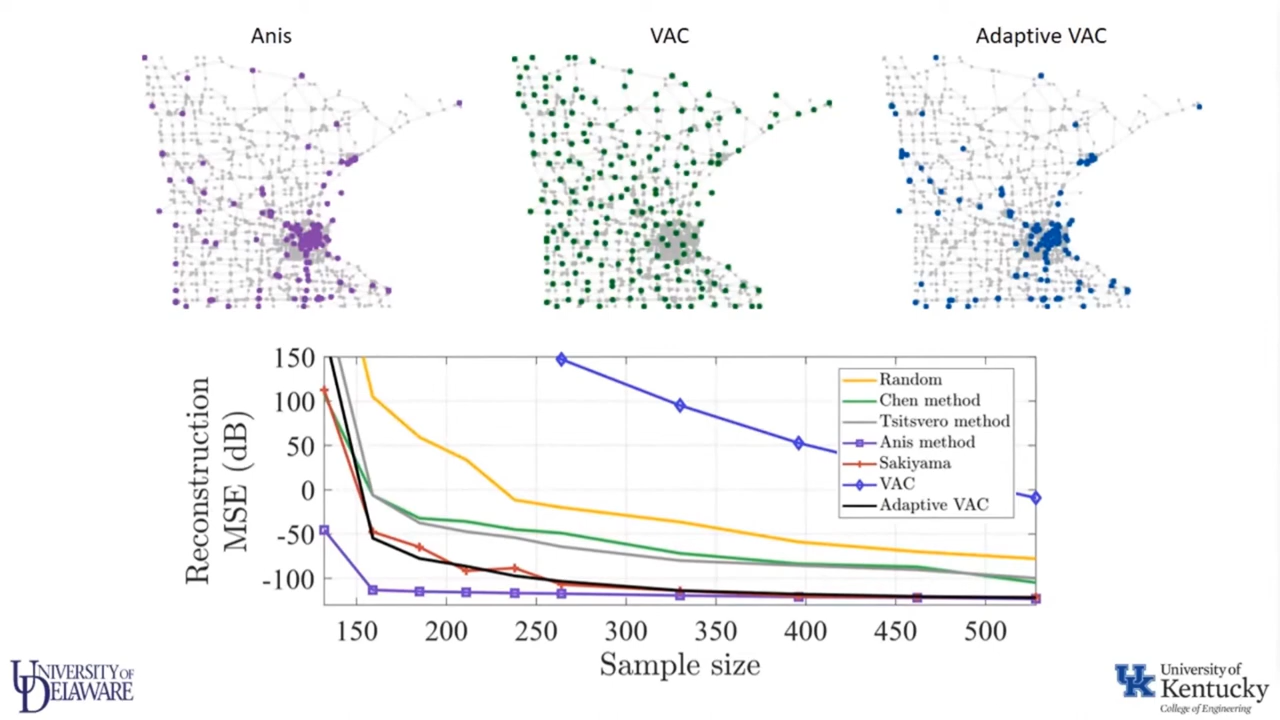 Anis
VAC
Adaptive VAC
Reconstruction
MSE (dB)
150
100
50
0
-50
-100
150
200
250
300
350
400
450
500
Sample size
Random
Chen method
Tsitsvero method
Anis method
Sakiyama
VAC
Adaptive VAC
UNIVERSITY OF
DELAWARE
UD
UK
University of
Kentucky
College of Engineering